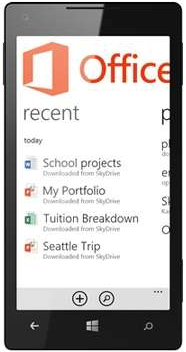 Office
recent
today
School projects
Downloaded from SkyDrive
My Portfolio
Downloaded from SkyDrive
Tuition Breakdown
Downloaded from SkyDrive
Seattle Trip
Downloaded from SkyDrive